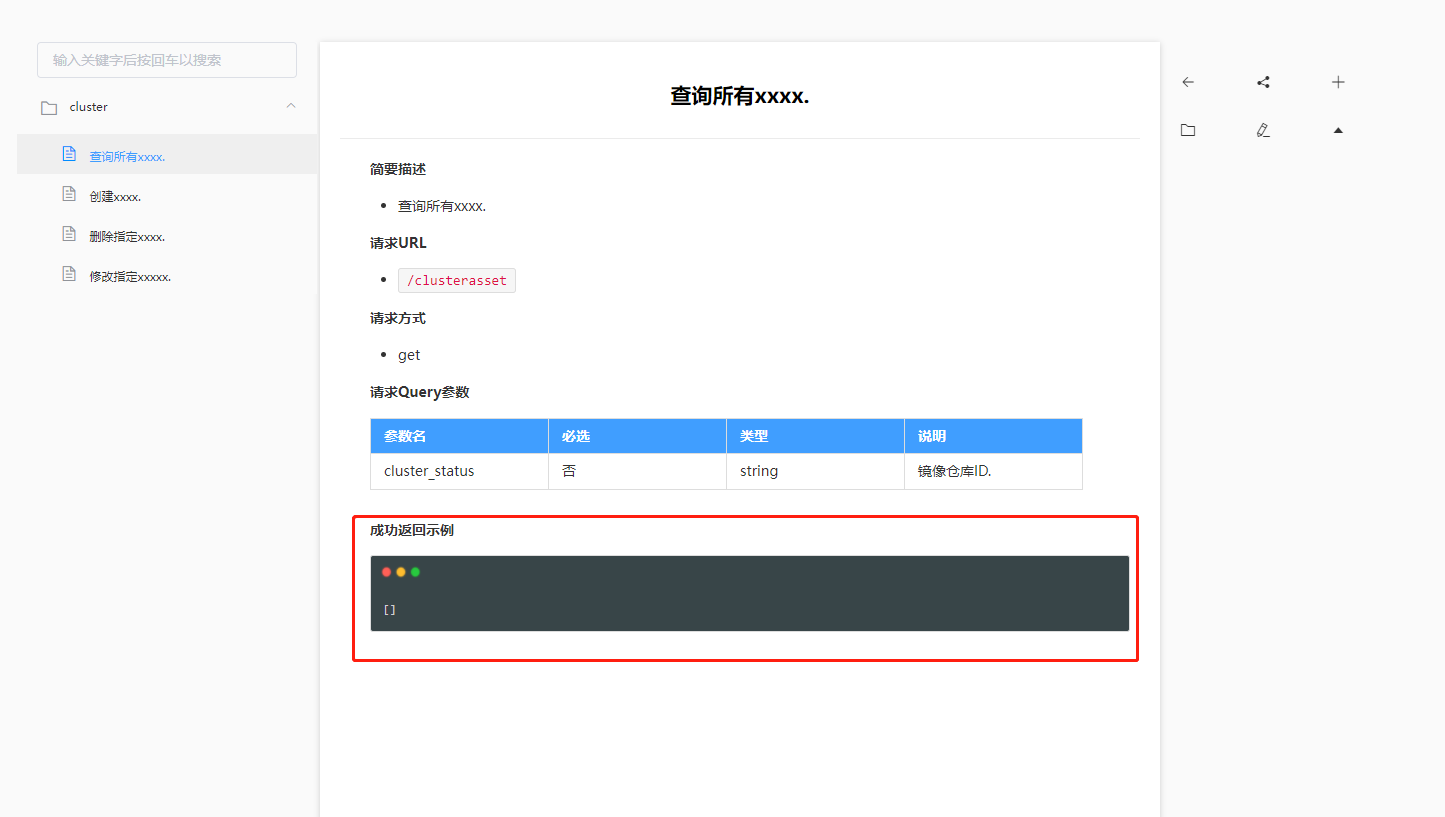 输入关键字后按回车以搜索
cluster
查询所有xxxx.
创建xxxx.
删除指定xxxx.
修改指定xxxxx.
查询所有xxxx.
简要描述
查询所有xxxx.
请求URL
/clusterasset
请求方式
get
请求Query参数
参数名 必选 类型 说明
cluster_status 否 string 镜像仓库ID.
成功返回示例
[]